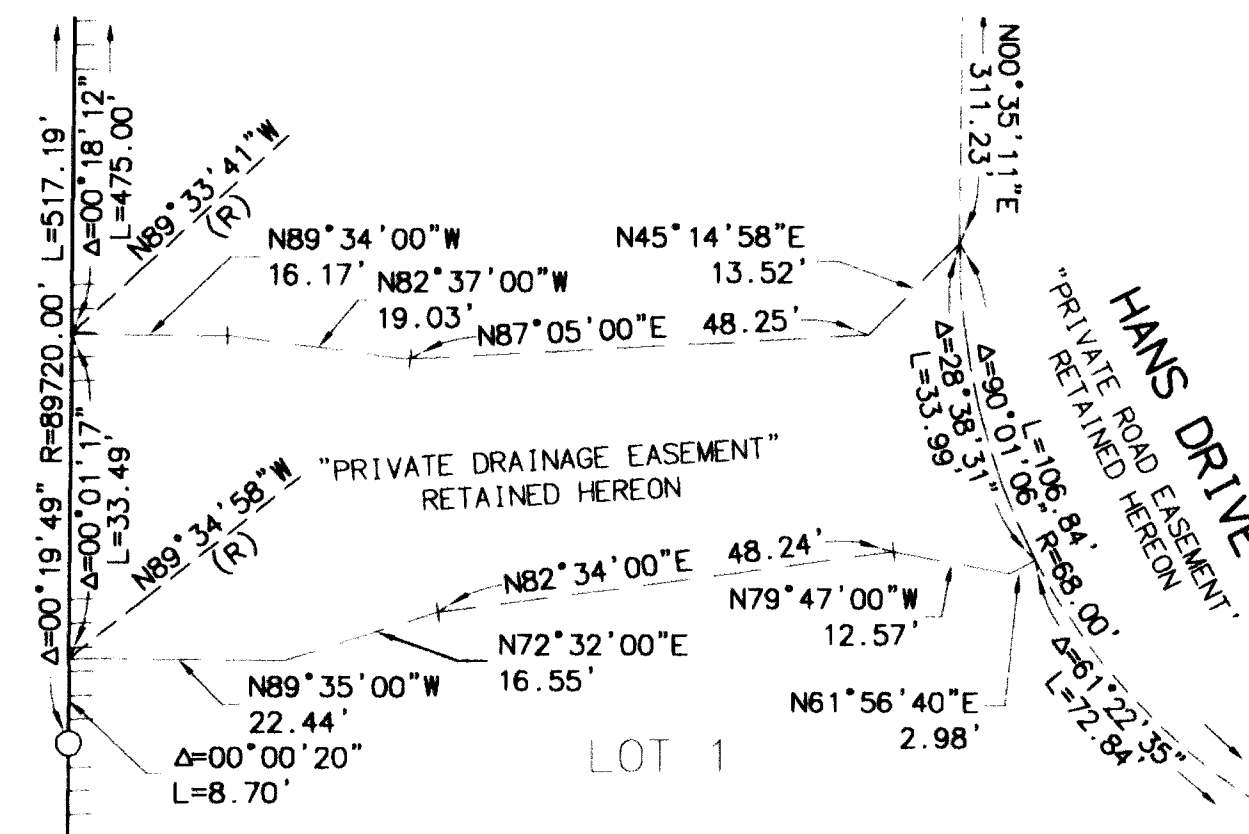 L=517.19'
R=89720.00'
Δ=00°19'49"
Δ=00°18'12"
L=475.00'
N89°33'41"W
(R)
N89°34'00"W
16.17'
N82°37'00"W
19.03'
N87°05'00"E 48.25'
N45°14'58"E
13.52'
N00°35'11"E
311.23'
HANS DRIVE
"PRIVATE ROAD EASEMENT'
RETAINED HEREON
Δ=28°38'31"
L=33.99'
L=106.84'
Δ=90°01'06" R=68.00'
Δ=00°01'17"
L=33.49'
N89°34'58"W
(R)
"PRIVATE DRAINAGE EASEMENT"
RETAINED HEREON
N82°34'00"E 48.24'
N79°47'00"W
12.57'
N72°32'00"E
16.55'
N89°35'00"W
22.44'
N61°56'40"E
2.98'
Δ=61°22'35"
L=72.84'
Δ=00°00'20"
L=8.70'
LOT 1